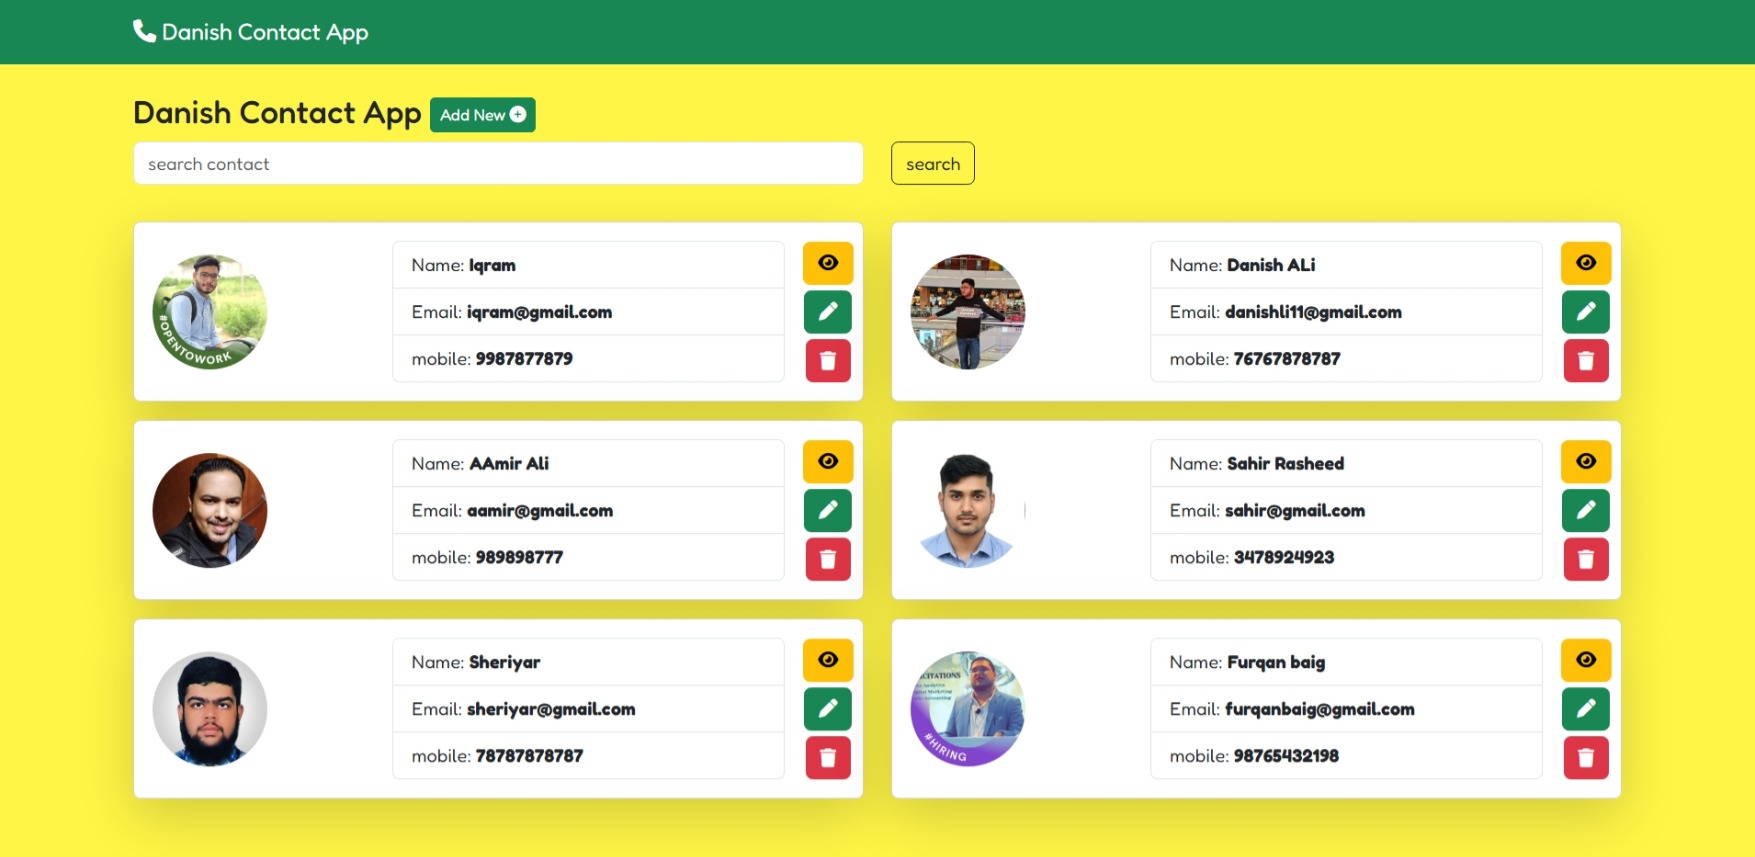 Danish Contact App
Danish Contact App Add New
search contact search
#OPENTOWORK
Name: Iqram
Email: iqram@gmail.com
mobile: 9987877879
Name: Danish ALi
Email: danishli11@gmail.com
mobile: 76767878787
Name: AAmir Ali
Email: aamir@gmail.com
mobile: 989898777
Name: Sahir Rasheed
Email: sahir@gmail.com
mobile: 3478924923
Name: Sheriyar
Email: sheriyar@gmail.com
mobile: 78787878787
#HIRING
Name: Furqan baig
Email: furqanbaig@gmail.com
mobile: 98765432198